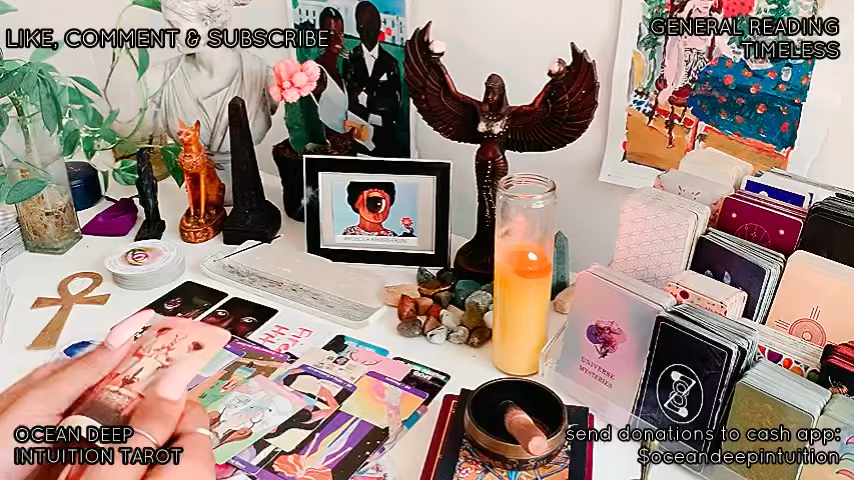 LIKE, COMMENT & SUBSCRIBE
GENERAL READING
TIMELESS
UNIVERSE
MYSTERIES
OCEAN DEEP
INTUITION TAROT
send donations to cash app:
$oceandeepintuition